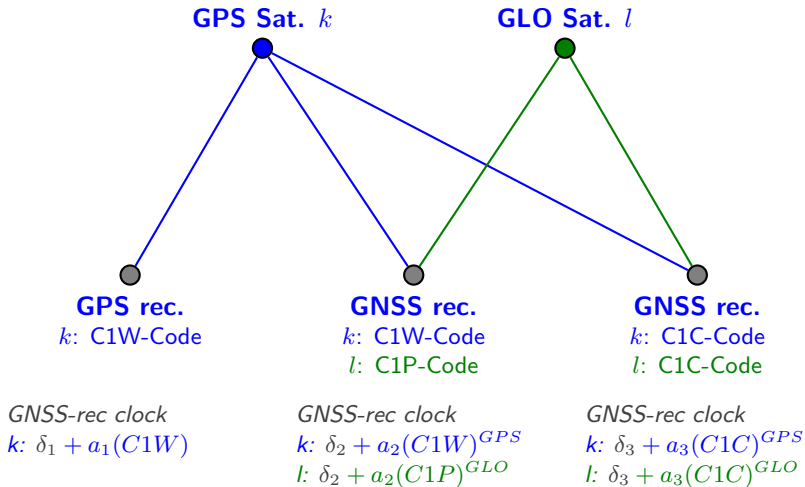 GPS Sat. k
GLO Sat. l
GPS rec.
k: C1W-Code
GNSS rec.
k: C1W-Code
l: C1P-Code
GNSS rec.
k: C1C-Code
l: C1C-Code
GNSS-rec clock
k: δ₁ + a₁(C1W)
GNSS-rec clock
k: δ₂ + a₂(C1W)^{GPS}
l: δ₂ + a₂(C1P)^{GLO}
GNSS-rec clock
k: δ₃ + a₃(C1C)^{GPS}
l: δ₃ + a₃(C1C)^{GLO}